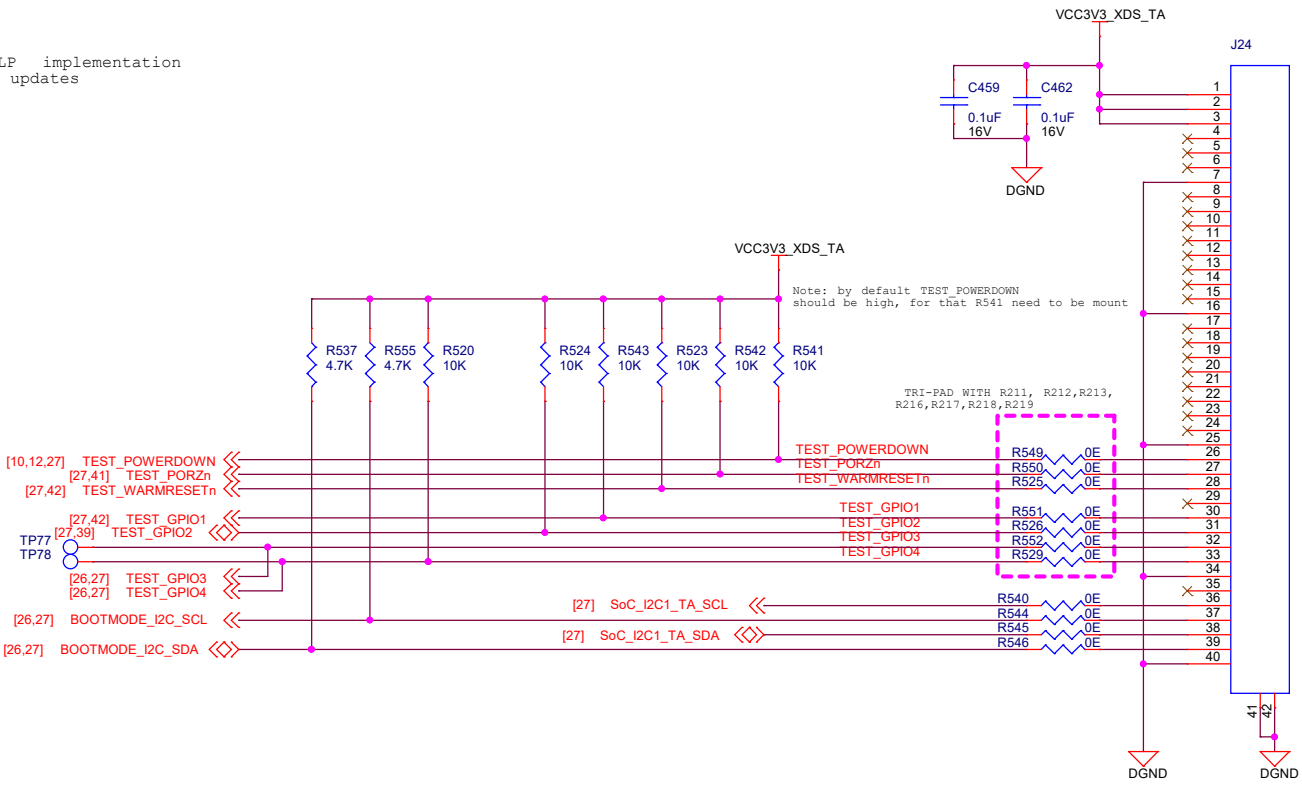 VCC3V3_XDS_TA
J24
LP implementation
updates
C459
0.1uF
16V
C462
0.1uF
16V
DGND
1
2
3
4
5
6
7
8
9
10
11
12
13
14
15
16
17
18
19
20
21
22
23
24
25
26
27
28
29
30
31
32
33
34
35
36
37
38
39
40
41
42
VCC3V3_XDS_TA
Note: by default TEST_POWERDOWN
should be high, for that R541 need to be mount
R537
4.7K
R555
4.7K
R520
10K
R524
10K
R543
10K
R523
10K
R542
10K
R541
10K
TRI-PAD WITH R211, R212,R213,
R216,R217,R218,R219
[10,12,27] TEST_POWERDOWN
[27,41] TEST_PORZn
[27,42] TEST_WARMRESETn
[27,42] TEST_GPIO1
[27,39] TEST_GPIO2
TP77
TP78
[26,27] TEST_GPIO3
[26,27] TEST_GPIO4
[26,27] BOOTMODE_I2C_SCL
[26,27] BOOTMODE_I2C_SDA
TEST_POWERDOWN
TEST_PORZn
TEST_WARMRESETn
TEST_GPIO1
TEST_GPIO2
TEST_GPIO3
TEST_GPIO4
[27] SoC_I2C1_TA_SCL
[27] SoC_I2C1_TA_SDA
R549 0E
R550 0E
R525 0E
R551 0E
R526 0E
R552 0E
R529 0E
R540 0E
R544 0E
R545 0E
R546 0E
DGND
DGND